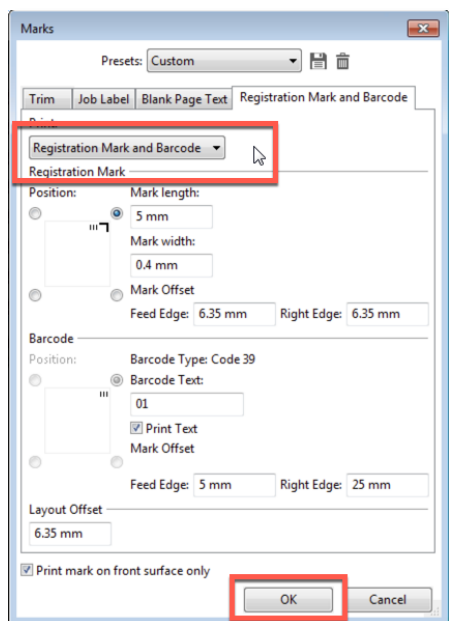 Marks
Presets: Custom
Trim Job Label Blank Page Text Registration Mark and Barcode
Print
Registration Mark and Barcode
Registration Mark
Position: Mark length:
5 mm
Mark width:
0.4 mm
Mark Offset
Feed Edge: 6.35 mm Right Edge: 6.35 mm
Barcode
Position: Barcode Type: Code 39
Barcode Text:
01
Print Text
Mark Offset
Feed Edge: 5 mm Right Edge: 25 mm
Layout Offset
6.35 mm
Print mark on front surface only
OK Cancel